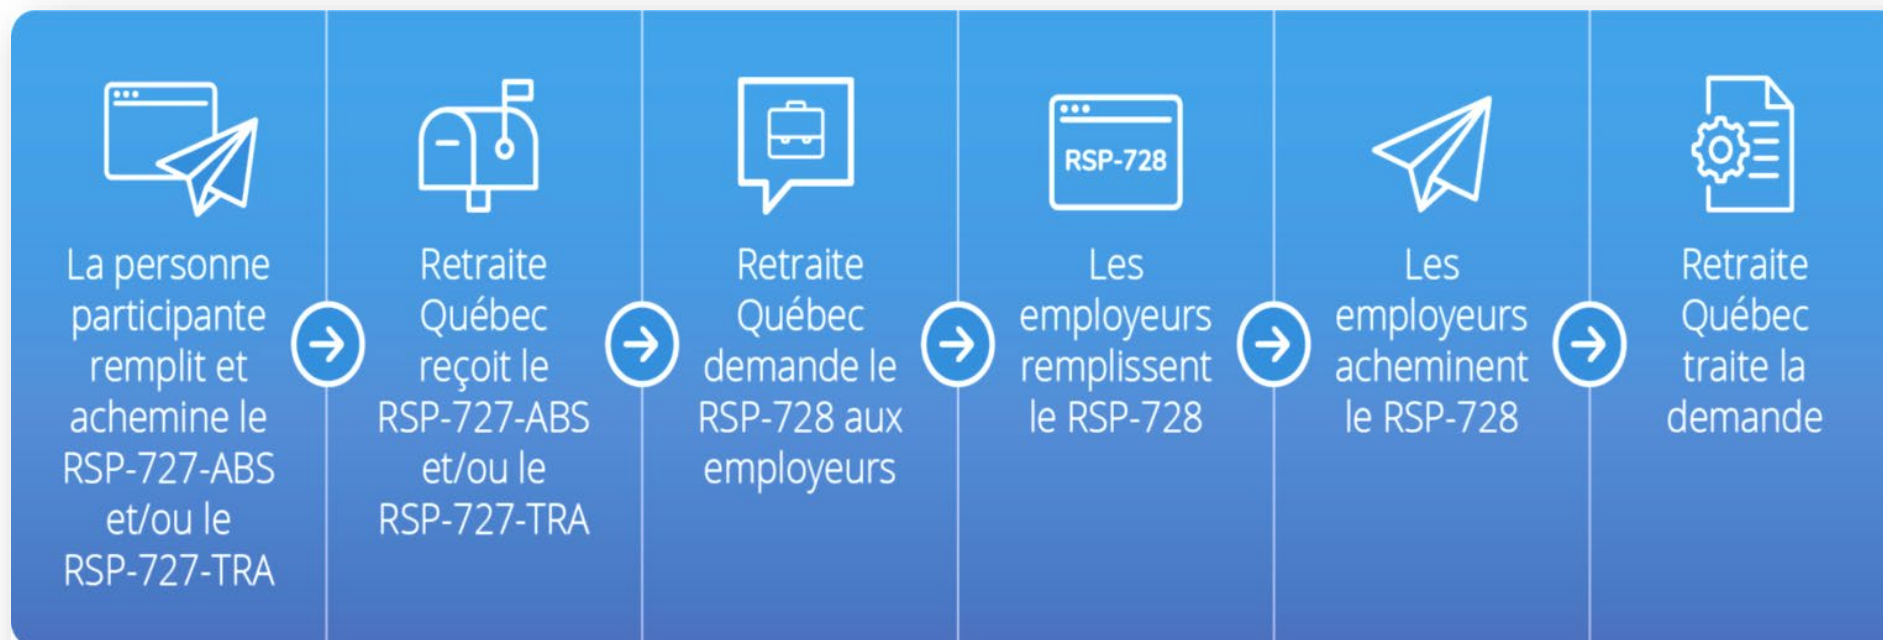 La personne
participante
remplit et
achemine le
RSP-727-ABS
et/ou le
RSP-727-TRA
Retraite
Québec
reçoit le
RSP-727-ABS
et/ou le
RSP-727-TRA
Retraite
Québec
demande le
RSP-728 aux
employeurs
RSP-728
Les
employeurs
remplissent
le RSP-728
Les
employeurs
acheminent
le RSP-728
Retraite
Québec
traite la
demande